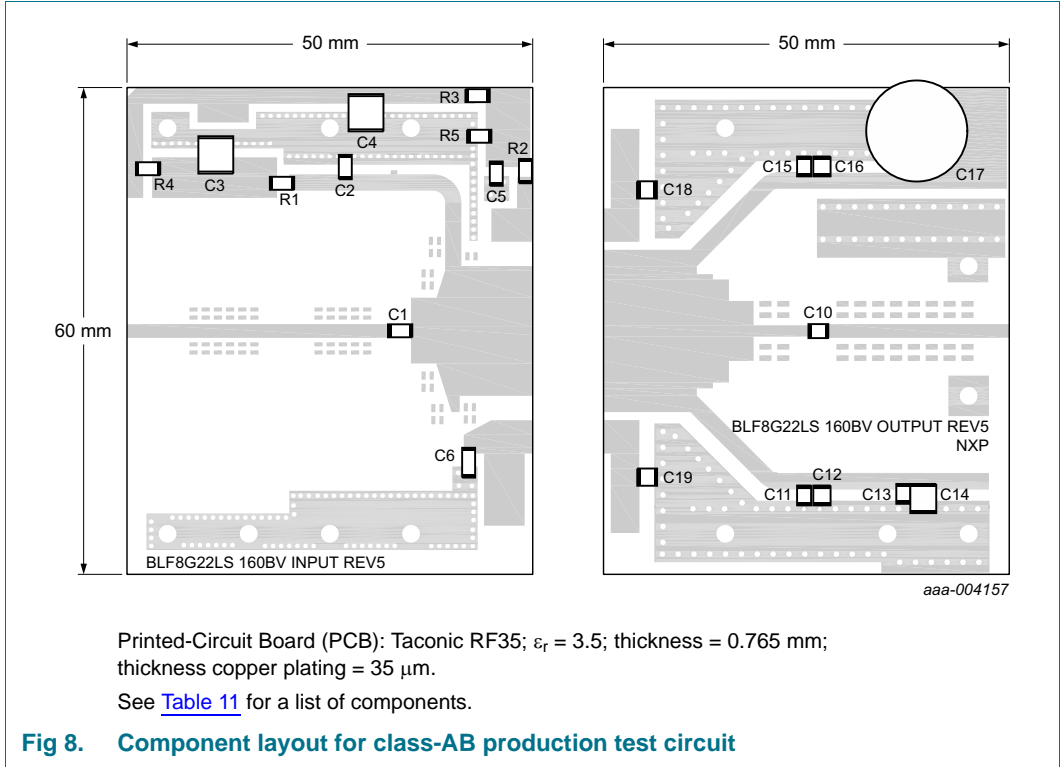 50 mm
50 mm
60 mm
R3
R5
R2
C4
C3
C2
C5
R4
R1
C1
C6
BLF8G22LS 160BV INPUT REV5
C15
C16
C17
C18
C10
BLF8G22LS 160BV OUTPUT REV5
NXP
C19
C11
C12
C13
C14
aaa-004157
Printed-Circuit Board (PCB): Taconic RF35; εr = 3.5; thickness = 0.765 mm;
thickness copper plating = 35 μm.
See Table 11 for a list of components.
Fig 8. Component layout for class-AB production test circuit